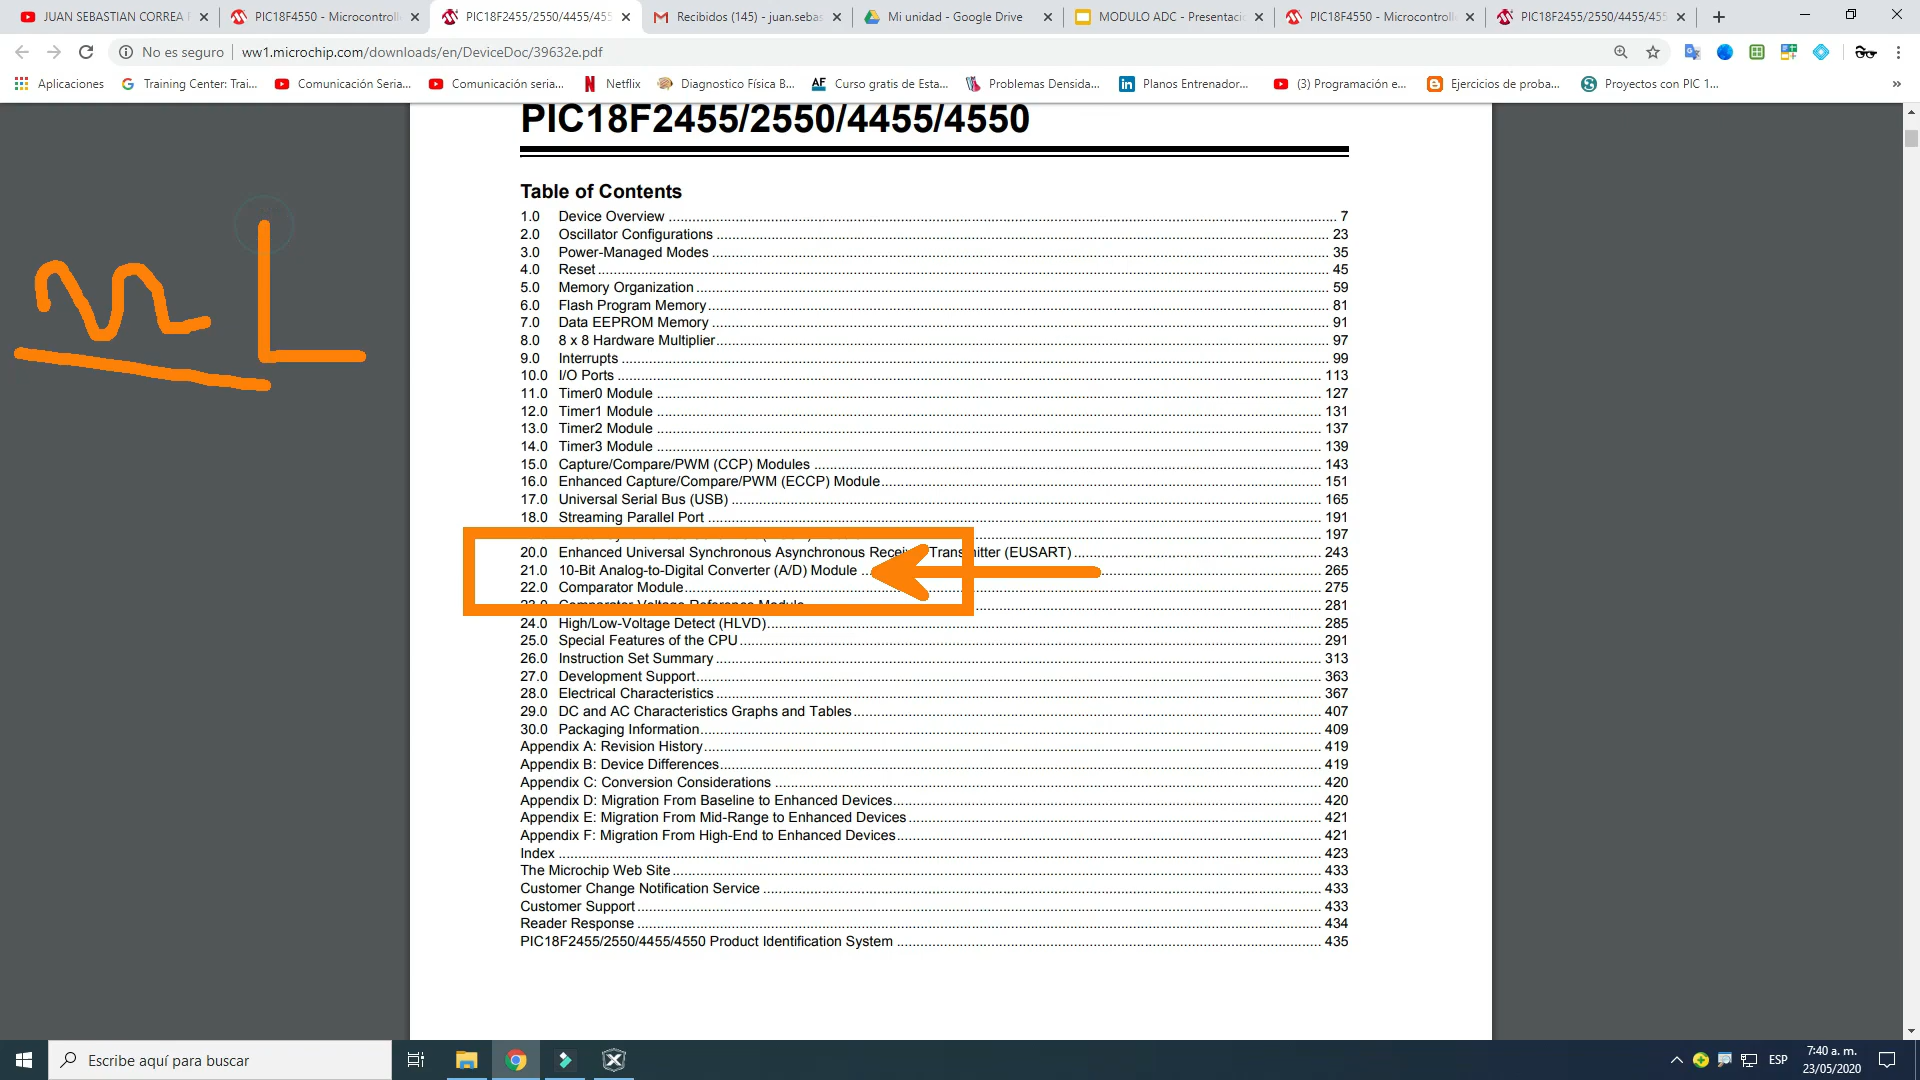 JUAN SEBASTIAN CORREA
PIC18F4550 - Microcontroll
PIC18F2455/2550/4455/455
Recibidos (145) - juan.sebas
Mi unidad - Google Drive
MODULO ADC - Presentaci
PIC18F4550 - Microcontroll
PIC18F2455/2550/4455/455
No es seguro
ww1.microchip.com/downloads/en/DeviceDoc/39632e.pdf
Aplicaciones
Training Center: Trai...
Comunicación Seria...
Comunicación seria...
Netflix
Diagnostico Física B...
AF Curso gratis de Esta...
Problemas Densida...
in Planos Entrenador...
(3) Programación e...
Ejercicios de proba...
Proyectos con PIC 1...
»
PIC18F2455/2550/4455/4550
Table of Contents
1.0 Device Overview 7
2.0 Oscillator Configurations 23
3.0 Power-Managed Modes 35
4.0 Reset 45
5.0 Memory Organization 59
6.0 Flash Program Memory 81
7.0 Data EEPROM Memory 91
8.0 8 x 8 Hardware Multiplier 97
9.0 Interrupts 99
10.0 I/O Ports 113
11.0 Timer0 Module 127
12.0 Timer1 Module 131
13.0 Timer2 Module 137
14.0 Timer3 Module 139
15.0 Capture/Compare/PWM (CCP) Modules 143
16.0 Enhanced Capture/Compare/PWM (ECCP) Module 151
17.0 Universal Serial Bus (USB) 165
18.0 Streaming Parallel Port 191
197
20.0 Enhanced Universal Synchronous Asynchronous Receiver Transmitter (EUSART) 243
21.0 10-Bit Analog-to-Digital Converter (A/D) Module 265
22.0 Comparator Module 275
23.0 Comparator Voltage Reference Module 281
24.0 High/Low-Voltage Detect (HLVD) 285
25.0 Special Features of the CPU 291
26.0 Instruction Set Summary 313
27.0 Development Support 363
28.0 Electrical Characteristics 367
29.0 DC and AC Characteristics Graphs and Tables 407
30.0 Packaging Information 409
Appendix A: Revision History 419
Appendix B: Device Differences 419
Appendix C: Conversion Considerations 420
Appendix D: Migration From Baseline to Enhanced Devices 420
Appendix E: Migration From Mid-Range to Enhanced Devices 421
Appendix F: Migration From High-End to Enhanced Devices 421
Index 423
The Microchip Web Site 433
Customer Change Notification Service 433
Customer Support 433
Reader Response 434
PIC18F2455/2550/4455/4550 Product Identification System 435
Escribe aquí para buscar
ESP
7:40 a. m.
23/05/2020